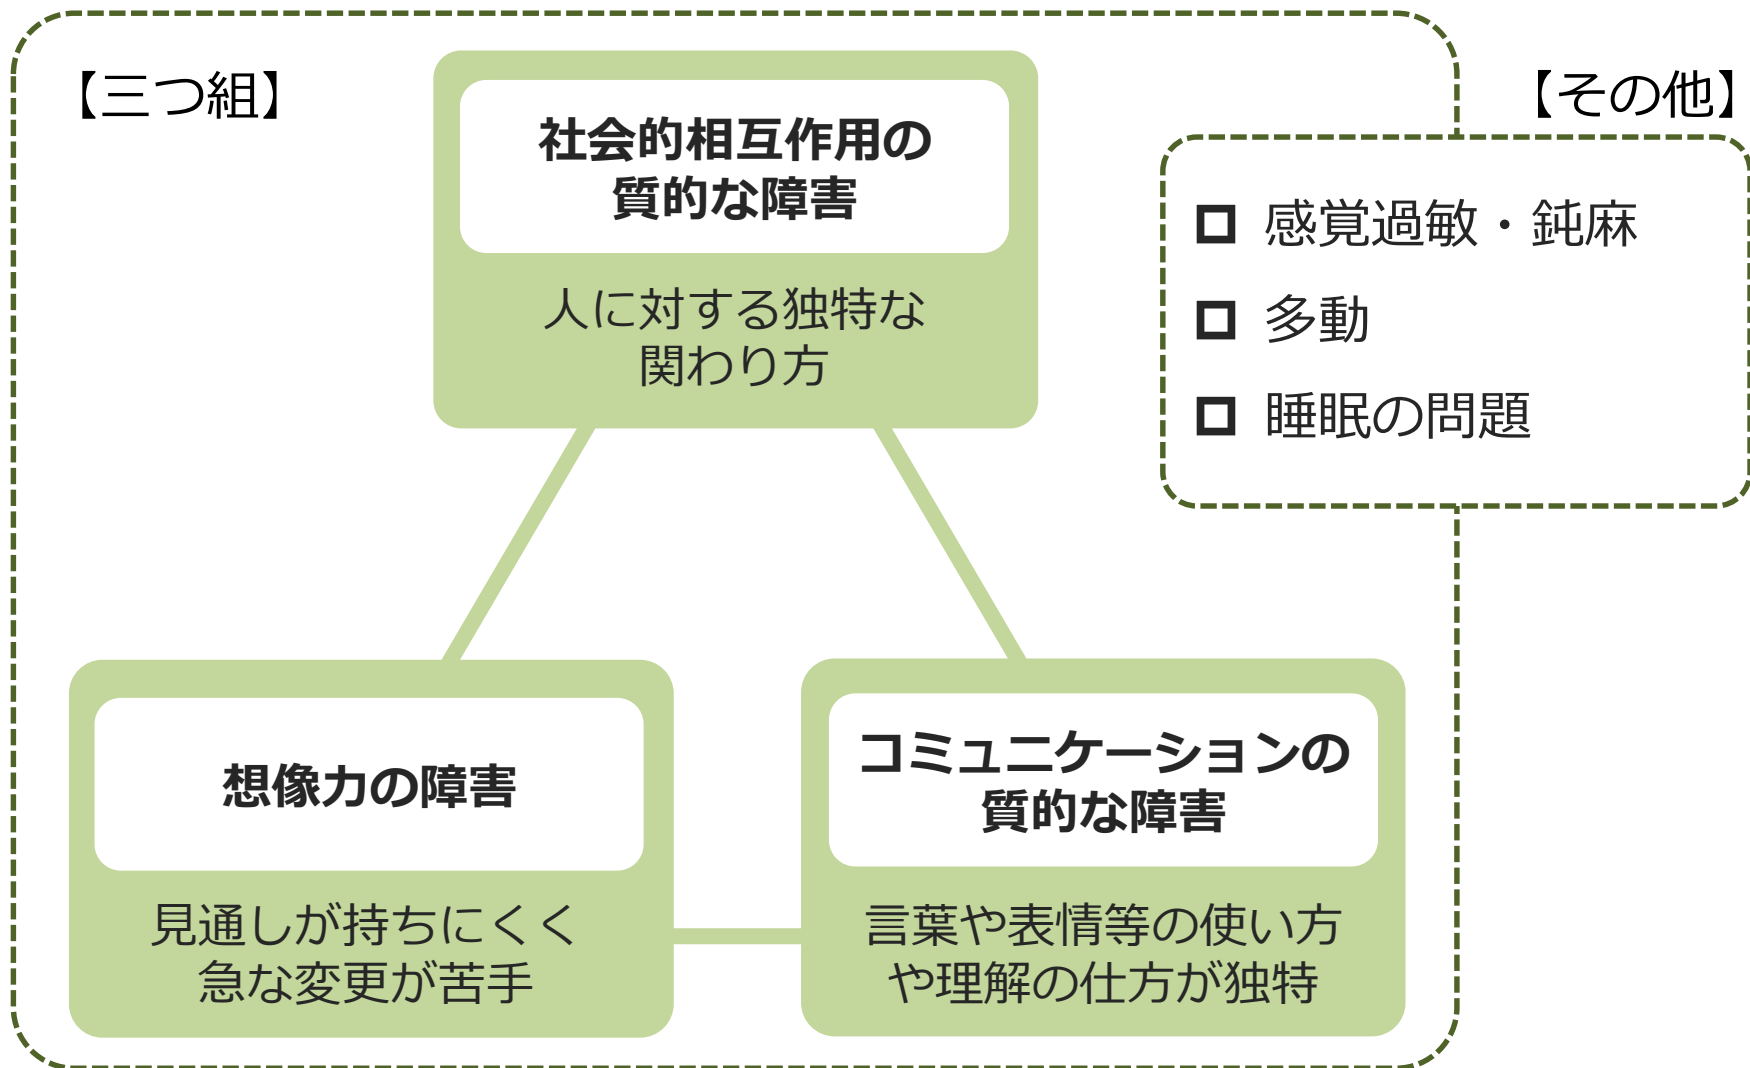 【三つ組】
社会的相互作用の
質的な障害
人に対する独特な
関わり方
想像力の障害
見通しが持ちにくく
急な変更が苦手
コミュニケーションの
質的な障害
言葉や表情等の使い方
や理解の仕方が独特
【その他】
感覚過敏・鈍麻
多動
睡眠の問題